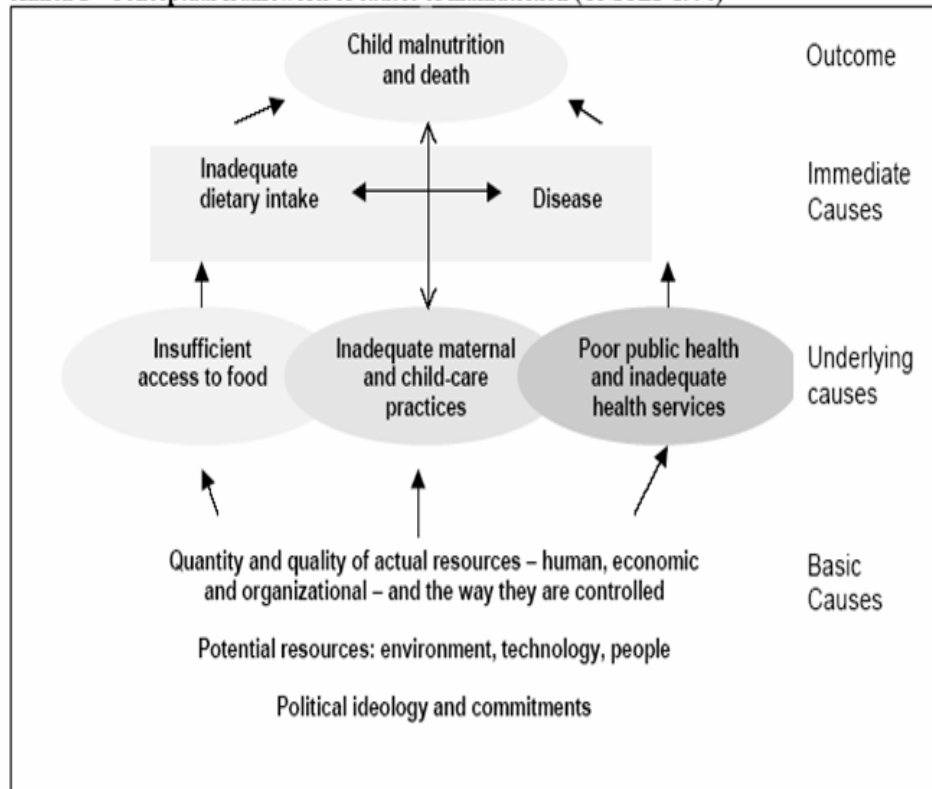 Child malnutrition
and death
Outcome
Inadequate
dietary intake
Disease
Immediate
Causes
Insufficient
access to food
Inadequate maternal
and child-care
practices
Poor public health
and inadequate
health services
Underlying
causes
Quantity and quality of actual resources – human, economic
and organizational – and the way they are controlled
Potential resources: environment, technology, people
Political ideology and commitments
Basic
Causes